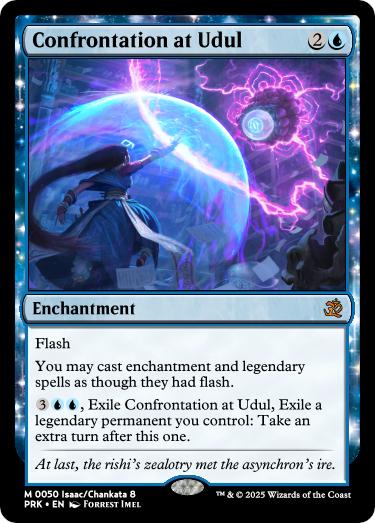 Confrontation at Udul 2
Enchantment
Flash
You may cast enchantment and legendary
spells as though they had flash.
3, Exile Confrontation at Udul, Exile a
legendary permanent you control: Take an
extra turn after this one.
At last, the rishi's zealotry met the asynchron's ire.
M 0050 Isaac/Chankata 8
PRK • EN Forrest Imel
™ & © 2025 Wizards of the Coast